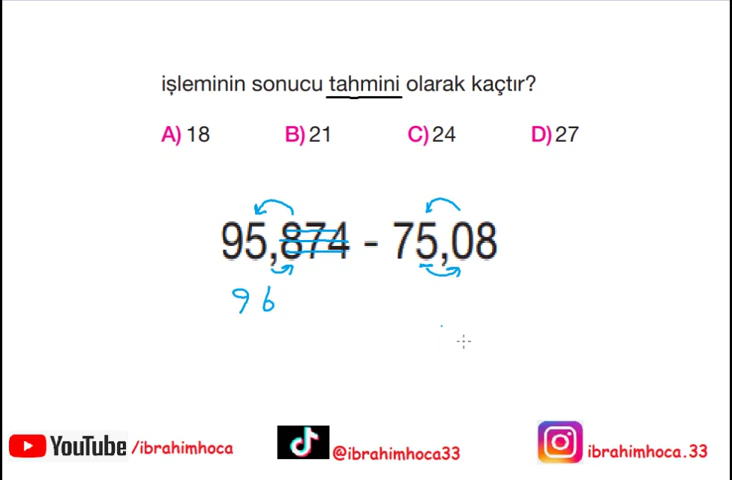 işleminin sonucu tahmini olarak kaçtır?
A) 18 B) 21 C) 24 D) 27
95,874 - 75,08
96
YouTube /ibrahimhoca @ibrahimhoca33 ibrahimhoca.33